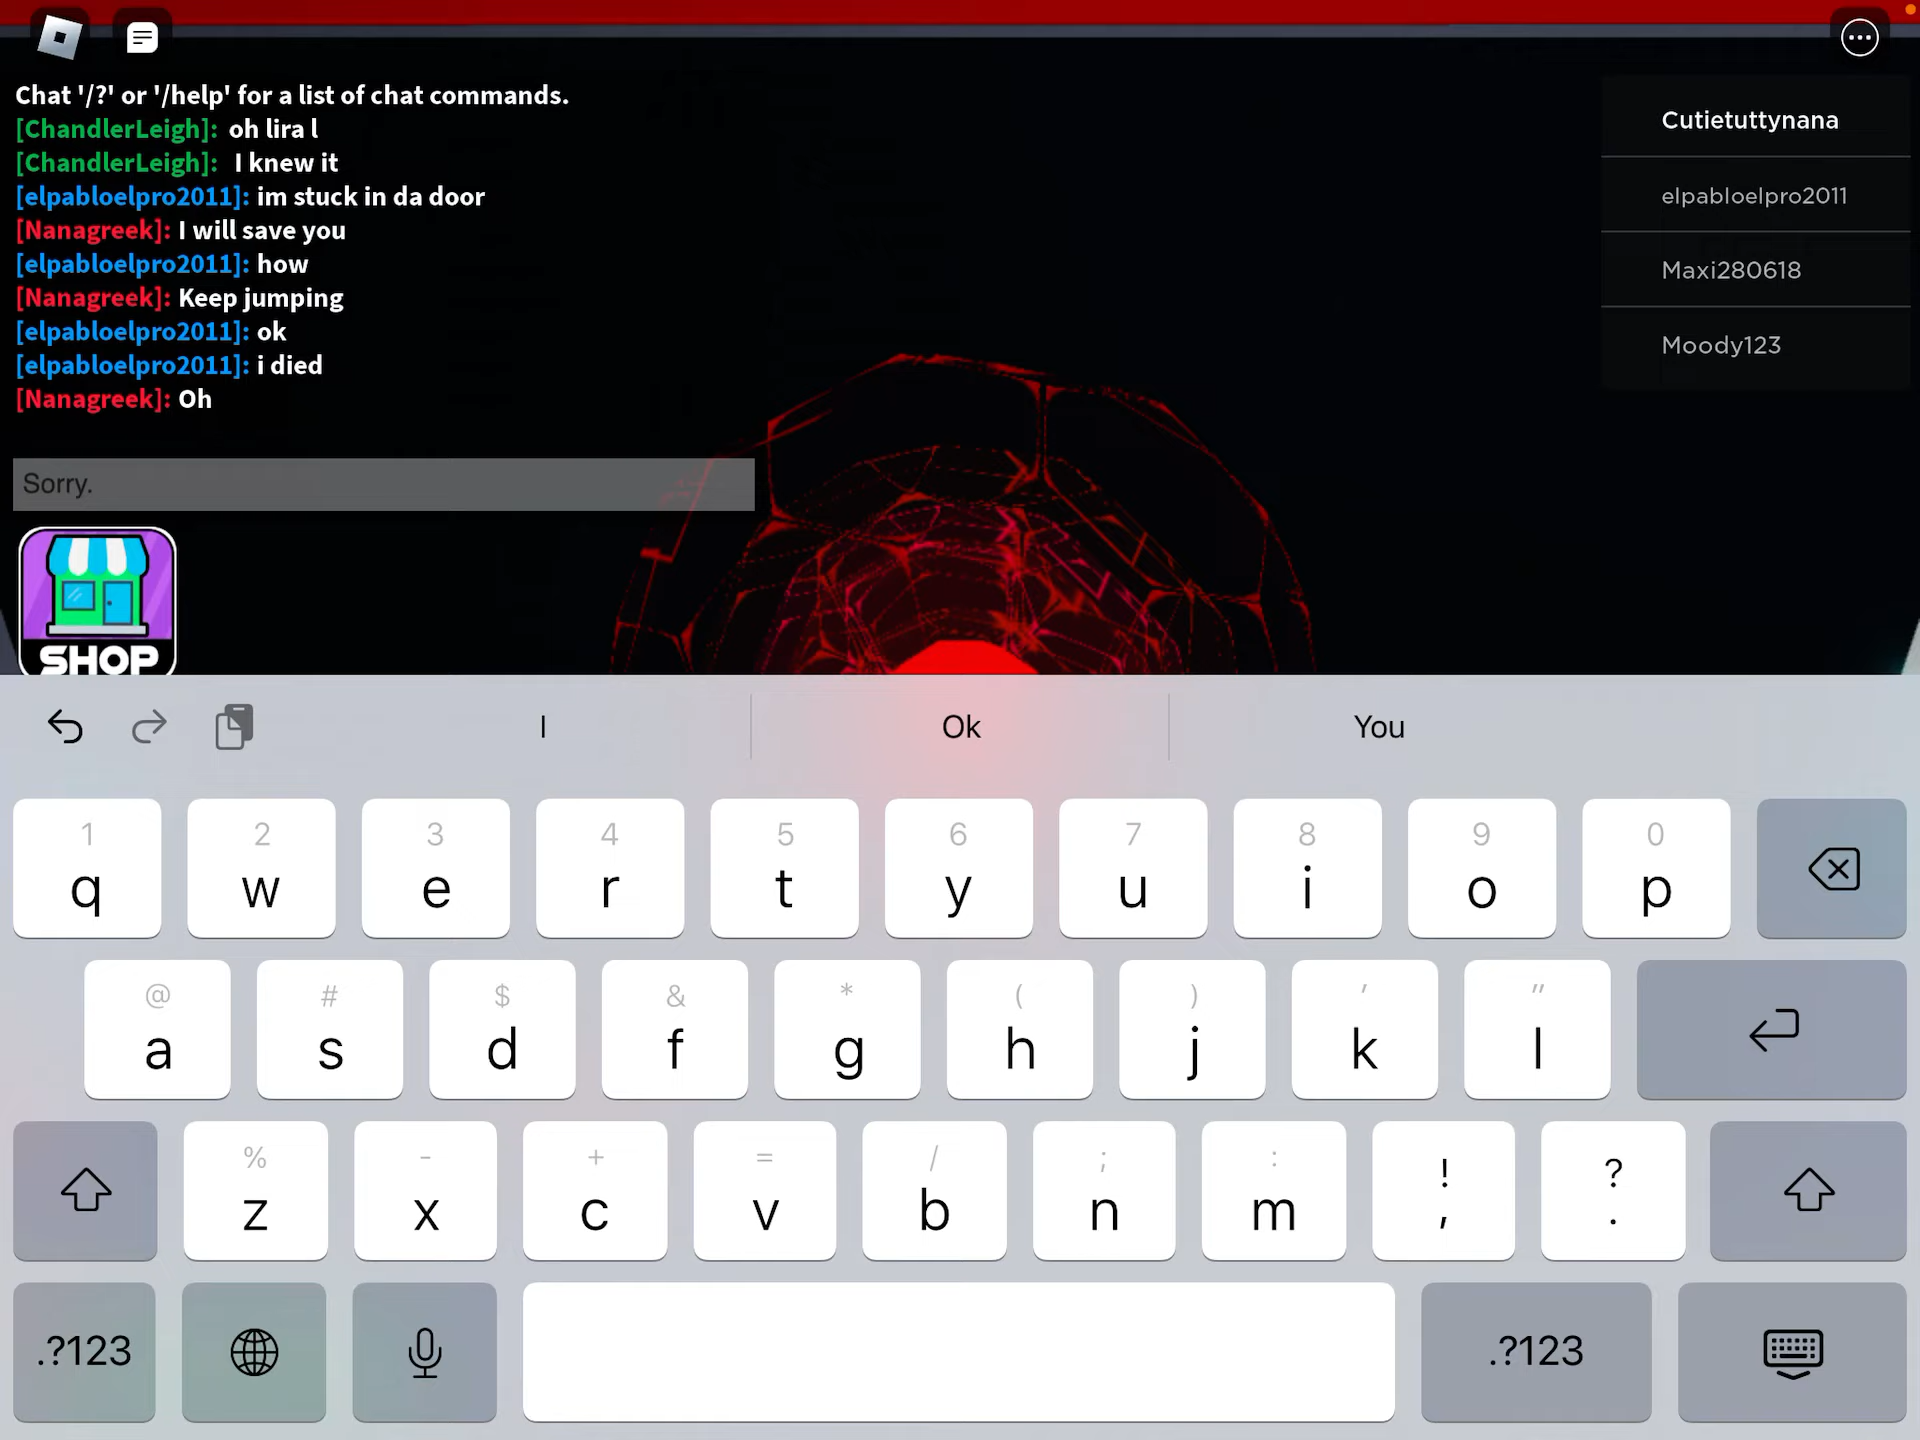 Chat '/?' or '/help' for a list of chat commands.
[ChandlerLeigh]: oh lira l
[ChandlerLeigh]: I knew it
[elpabloelpro2011]: im stuck in da door
[Nanagreek]: I will save you
[elpabloelpro2011]: how
[Nanagreek]: Keep jumping
[elpabloelpro2011]: ok
[elpabloelpro2011]: i died
[Nanagreek]: Oh
Sorry.
SHOP
Cutietuttynana
elpabloelpro2011
Maxi280618
Moody123
I Ok You
1 2 3 4 5 6 7 8 9 0
q w e r t y u i o p
@ # $ & * ( ) ' "
a s d f g h j k l
% - + = / ; : ! ?
z x c v b n m , .
.?123 .?123